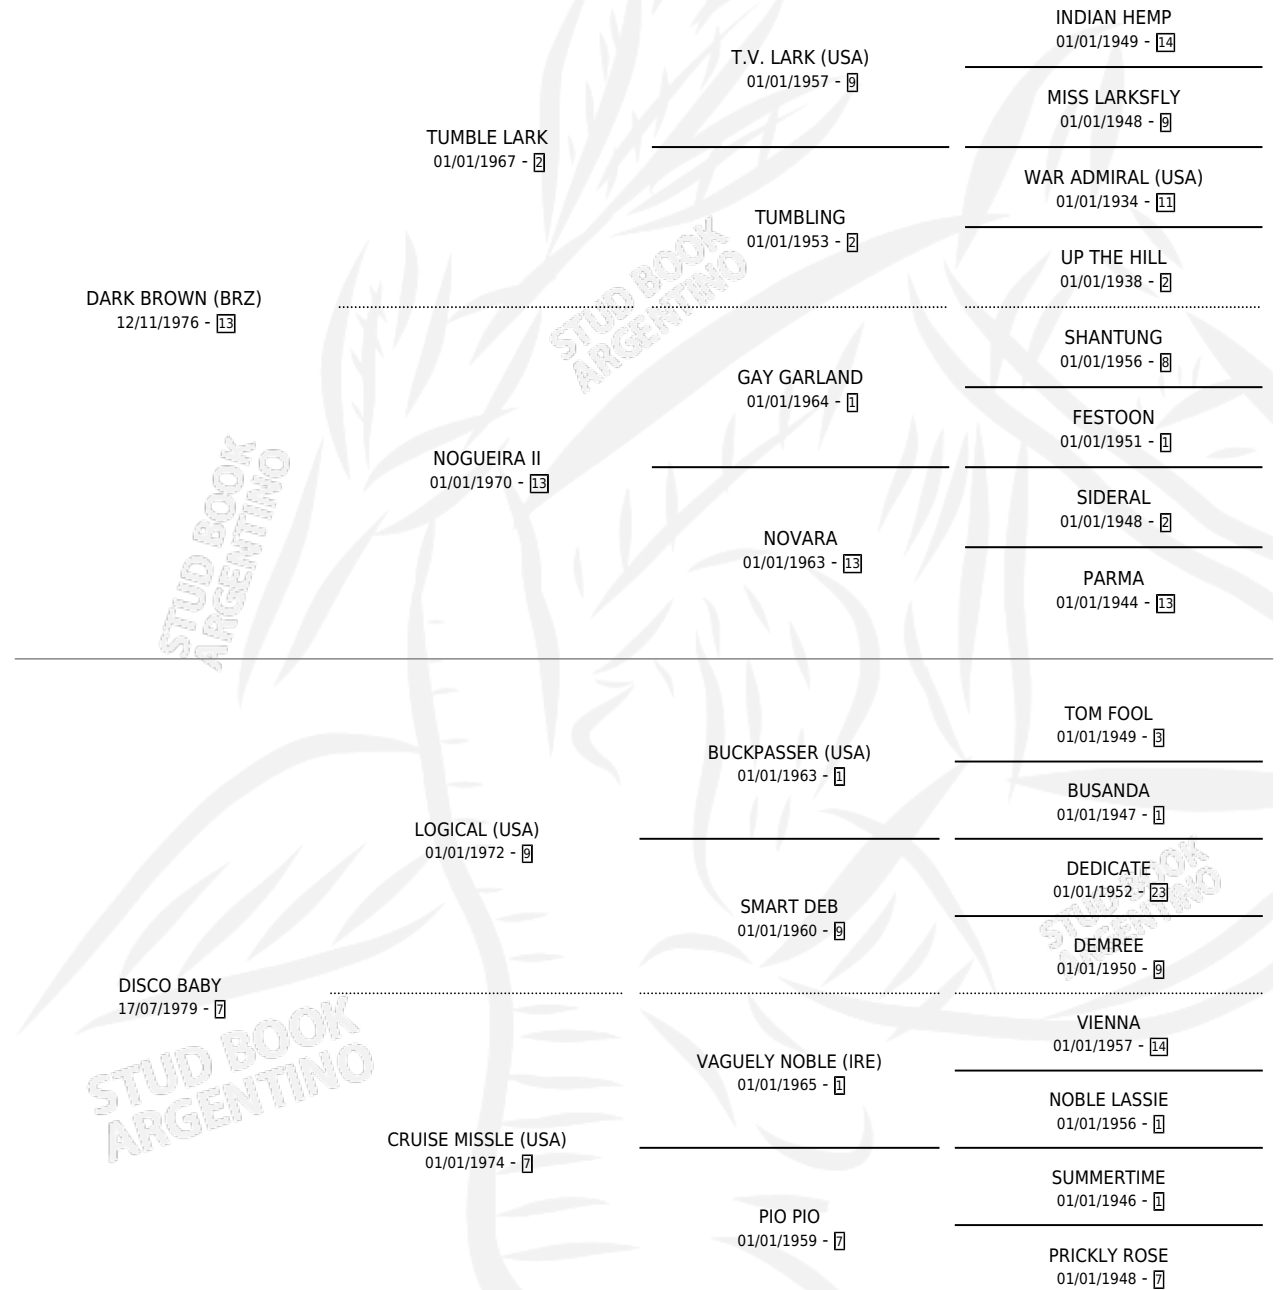 INDIAN HEMP
01/01/1949 - 14
T.V. LARK (USA)
01/01/1957 - 9
MISS LARKSFLY
01/01/1948 - 9
TUMBLE LARK
01/01/1967 - 2
WAR ADMIRAL (USA)
01/01/1934 - 11
TUMBLING
01/01/1953 - 2
UP THE HILL
01/01/1938 - 2
DARK BROWN (BRZ)
12/11/1976 - 13
SHANTUNG
01/01/1956 - 8
GAY GARLAND
01/01/1964 - 1
FESTOON
01/01/1951 - 1
NOGUEIRA II
01/01/1970 - 13
SIDERAL
01/01/1948 - 2
NOVARA
01/01/1963 - 13
PARMA
01/01/1944 - 13
STUD BOOK
ARGENTINO
STUD BOOK
ARGENTINO
TOM FOOL
01/01/1949 - 3
BUCKPASSER (USA)
01/01/1963 - 1
BUSANDA
01/01/1947 - 1
LOGICAL (USA)
01/01/1972 - 9
DEDICATE
01/01/1952 - 23
SMART DEB
01/01/1960 - 9
DEMREE
01/01/1950 - 9
DISCO BABY
17/07/1979 - 7
VIENNA
01/01/1957 - 14
VAGUELY NOBLE (IRE)
01/01/1965 - 1
NOBLE LASSIE
01/01/1956 - 1
CRUISE MISSLE (USA)
01/01/1974 - 7
SUMMERTIME
01/01/1946 - 1
PIO PIO
01/01/1959 - 7
PRICKLY ROSE
01/01/1948 - 7
STUD BOOK
ARGENTINO
STUD BOOK
ARGENTINO